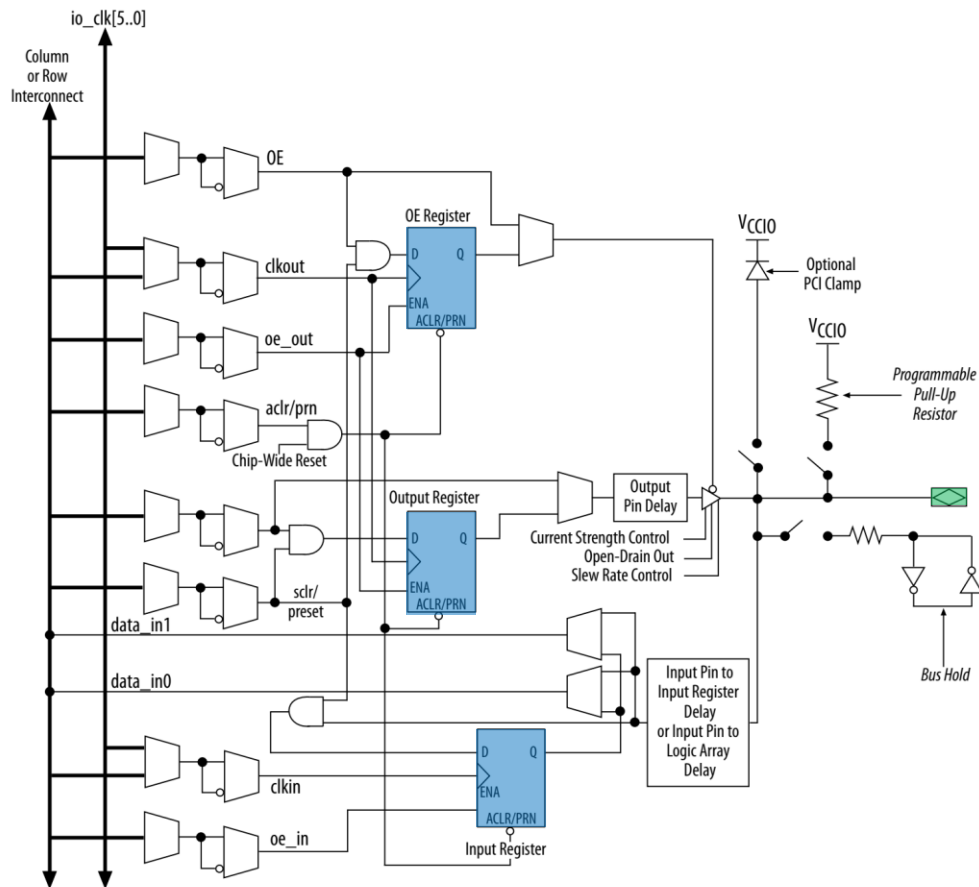 io_clk[5..0]
Column
or Row
Interconnect
OE
OE Register
D
Q
clkout
ENA
ACLR/PRN
oe_out
aclr/prn
Chip-Wide Reset
VCCIO
Optional
PCI Clamp
VCCIO
Programmable
Pull-Up
Resistor
Output Register
D
Q
ENA
ACLR/PRN
Output
Pin Delay
Current Strength Control
Open-Drain Out
Slew Rate Control
sclr/
preset
data_in1
data_in0
Bus Hold
Input Pin to
Input Register
Delay
or Input Pin to
Logic Array
Delay
D
Q
clkin
ENA
ACLR/PRN
oe_in
Input Register